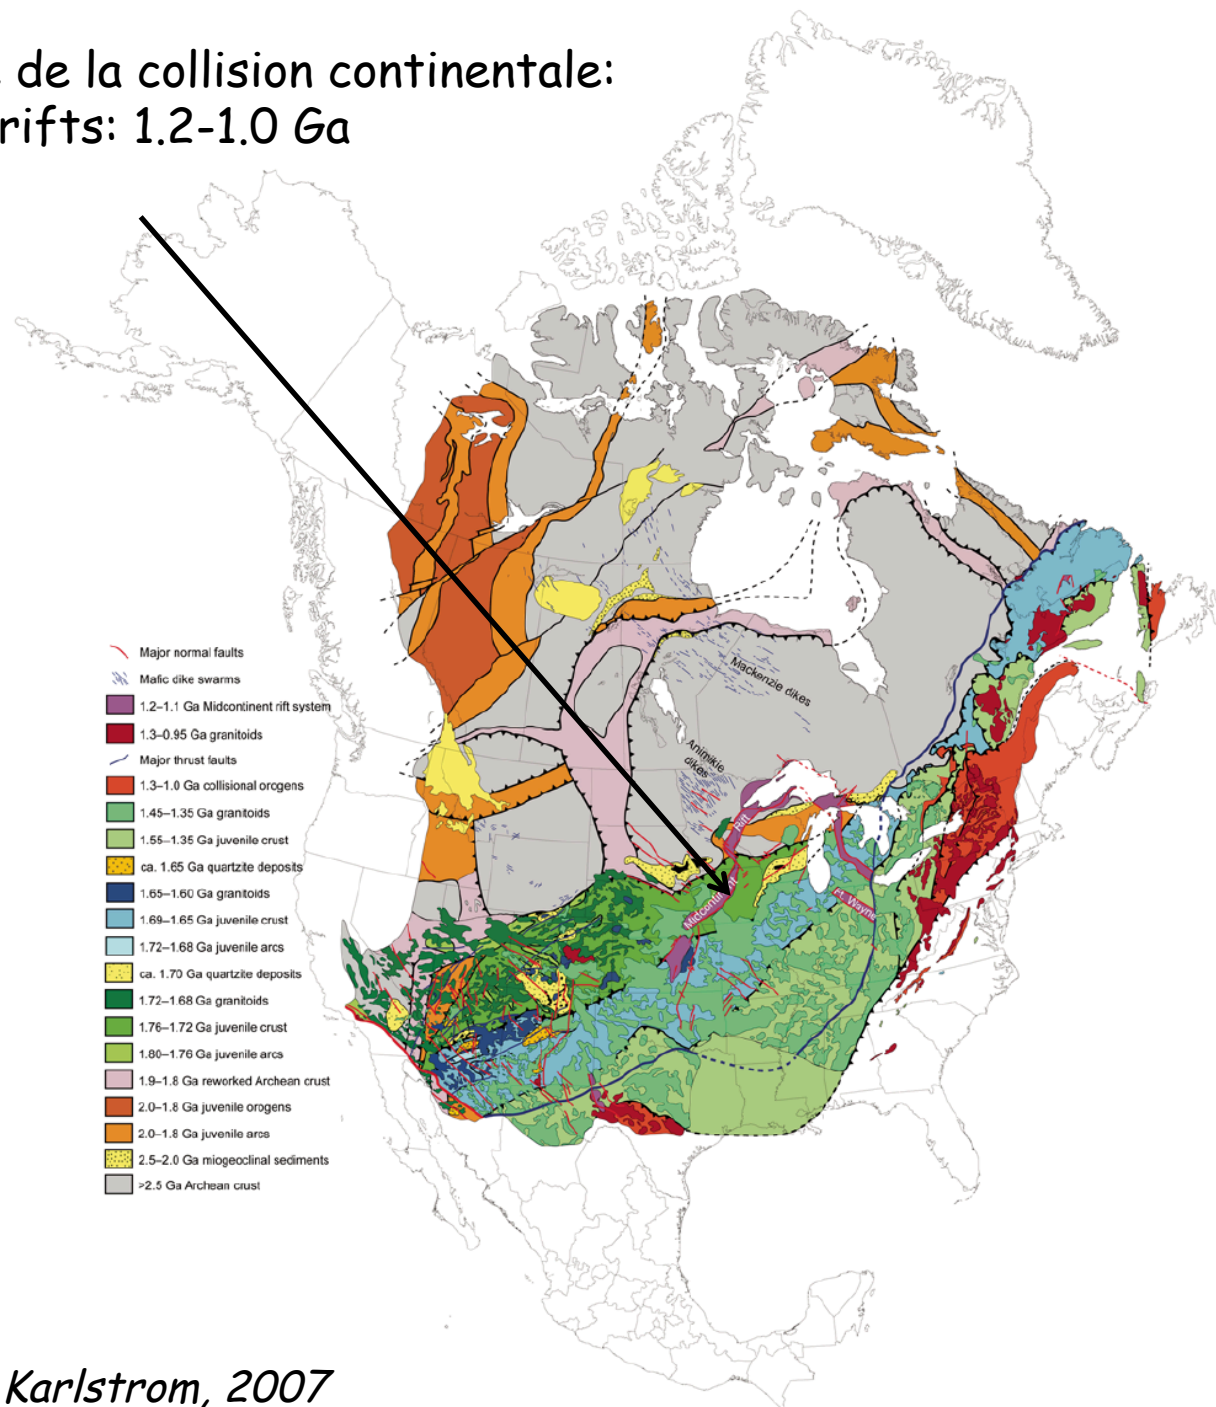 de la collision continentale:
rifts: 1.2-1.0 Ga
Major normal faults
Mafic dike swarms
1.2–1.1 Ga Midcontinent rift system
1.3–0.95 Ga granitoids
Major thrust faults
1.3–1.0 Ga collisional orogens
1.45–1.35 Ga granitoids
1.55–1.35 Ga juvenile crust
ca. 1.65 Ga quartzite deposits
1.65–1.60 Ga granitoids
1.69–1.65 Ga juvenile crust
1.72–1.68 Ga juvenile arcs
ca. 1.70 Ga quartzite deposits
1.72–1.68 Ga granitoids
1.76–1.72 Ga juvenile crust
1.80–1.76 Ga juvenile arcs
1.9–1.8 Ga reworked Archean crust
2.0–1.8 Ga juvenile orogens
2.0–1.8 Ga juvenile arcs
2.5–2.0 Ga miogeoclinal sediments
>2.5 Ga Archean crust
Mackenzie dikes
Animikie
dikes
Rift
Ft. Wayne
Karlstrom, 2007